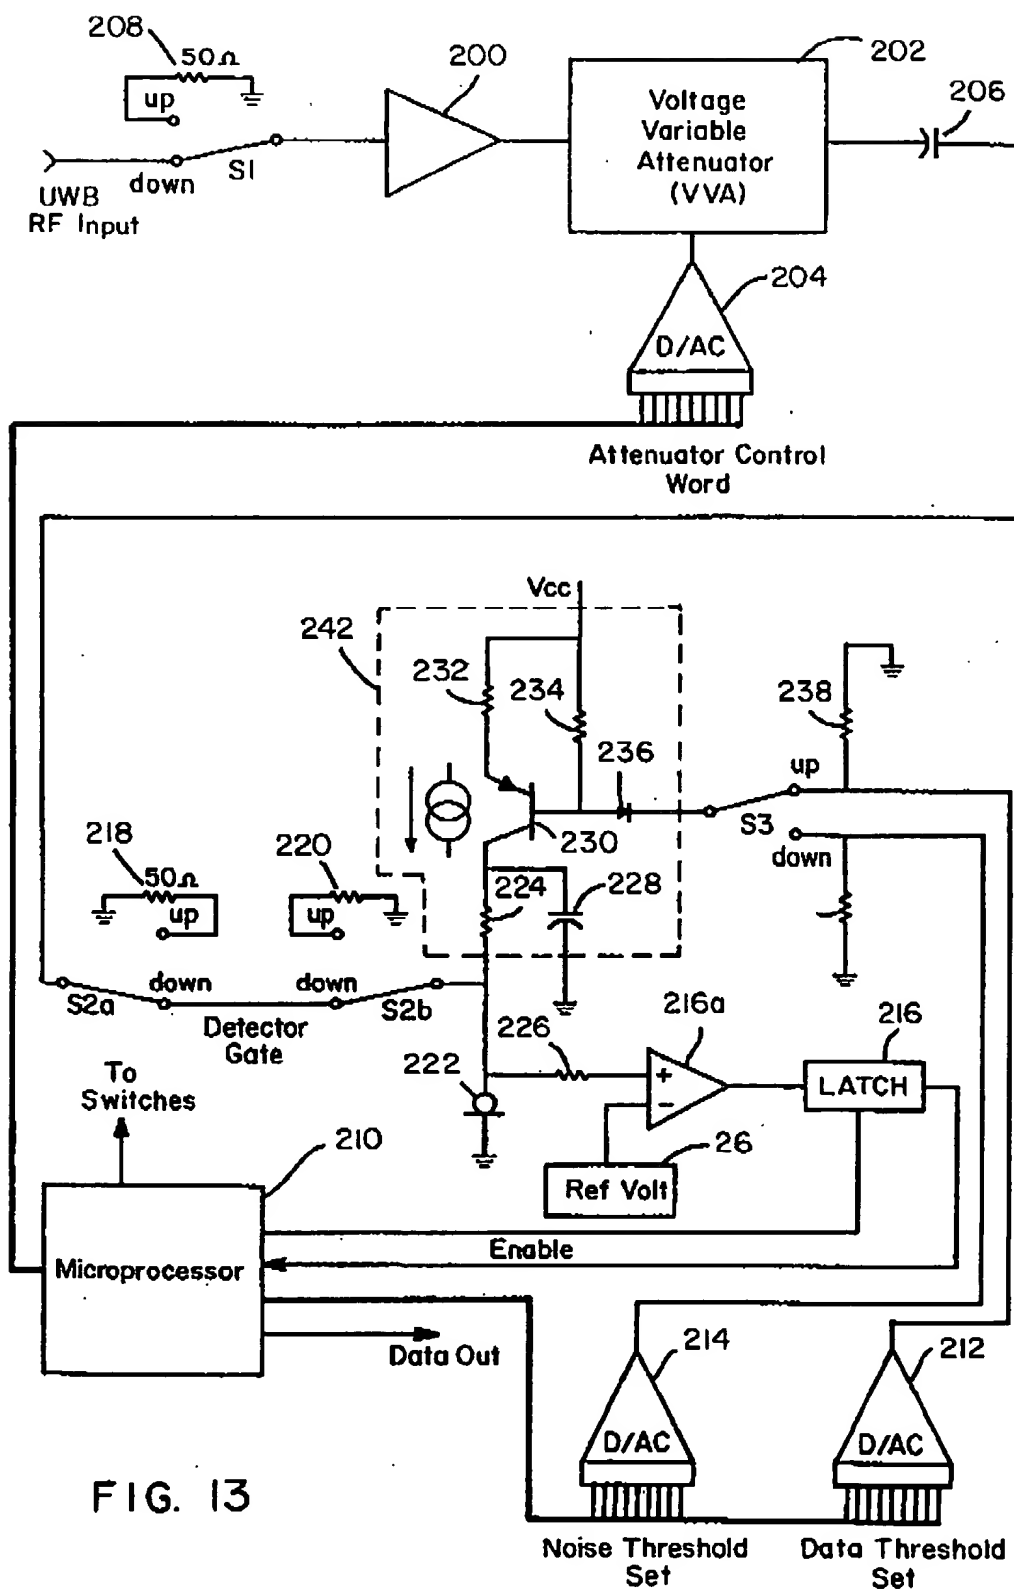 208
50Ω
up
down
S1
UWB
RF Input
200
202
Voltage
Variable
Attenuator
(VVA)
206
204
D/AC
Attenuator Control
Word
Vcc
242
232
234
236
230
238
up
S3
down
218
50Ω
up
220
up
224
228
S2a
down
Detector
Gate
down
S2b
222
226
216a
+
−
216
LATCH
26
Ref Volt
To
Switches
210
Microprocessor
Enable
Data Out
214
D/AC
212
D/AC
FIG. 13
Noise Threshold
Set
Data Threshold
Set